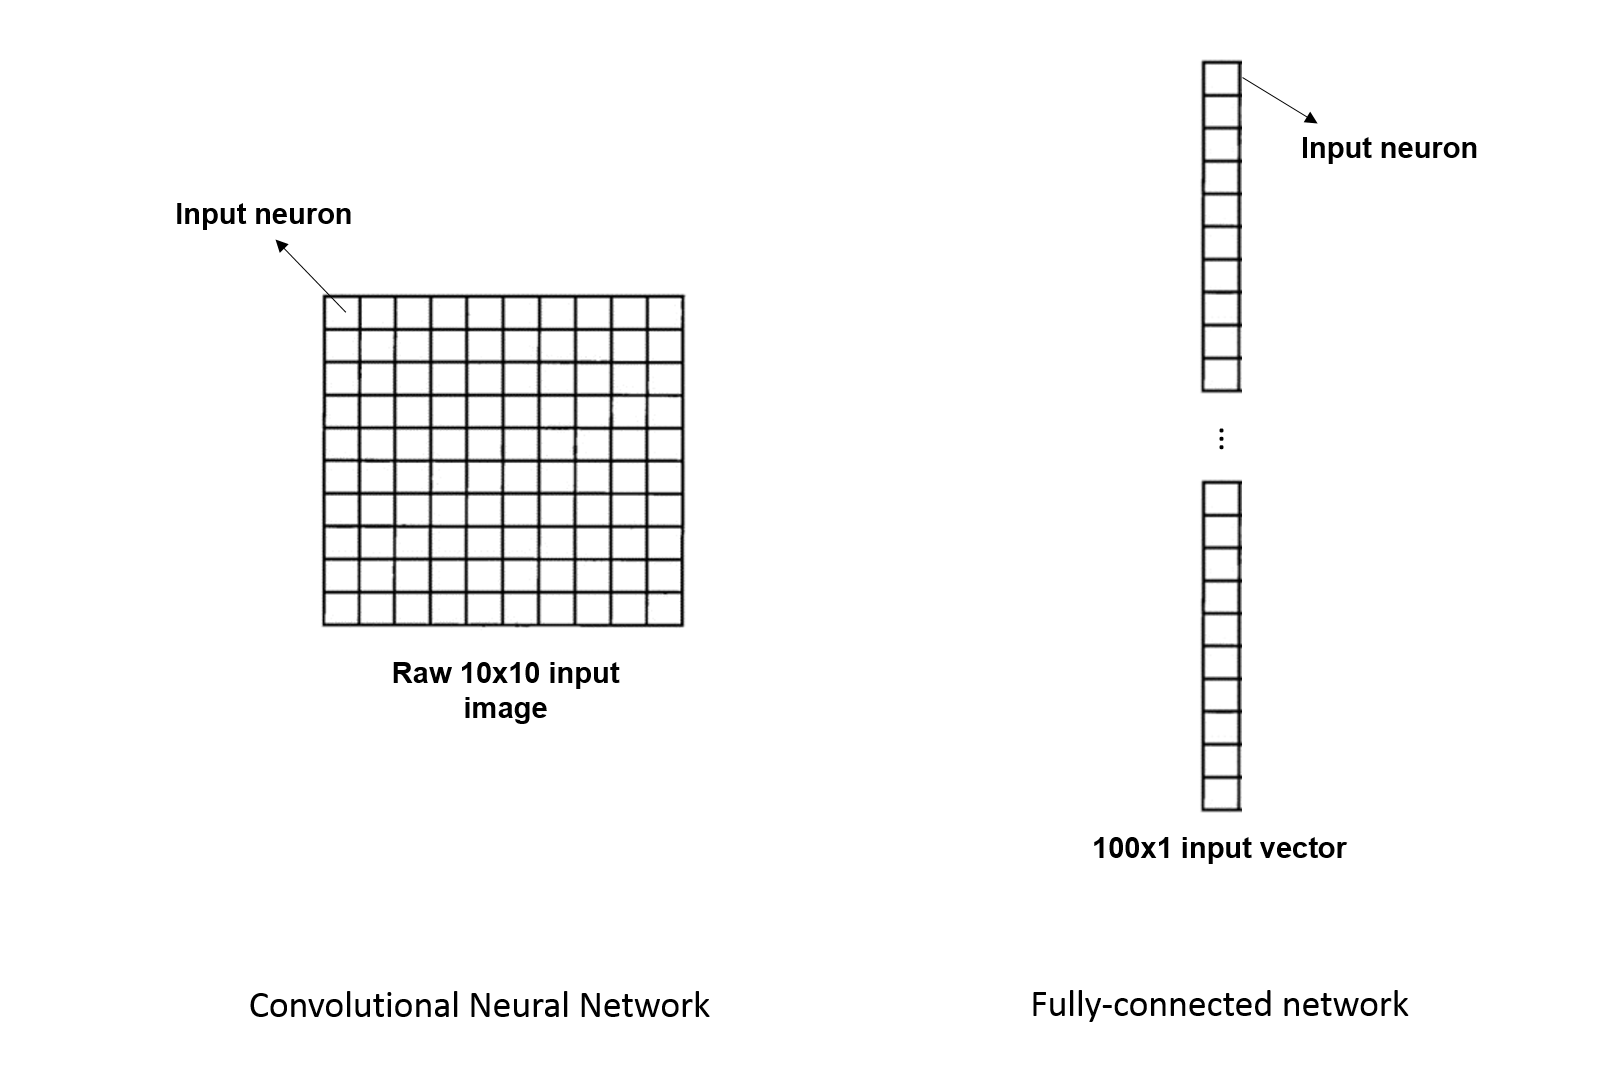 Input neuron
Raw 10x10 input
image
Convolutional Neural Network
Input neuron
⋮
100x1 input vector
Fully-connected network